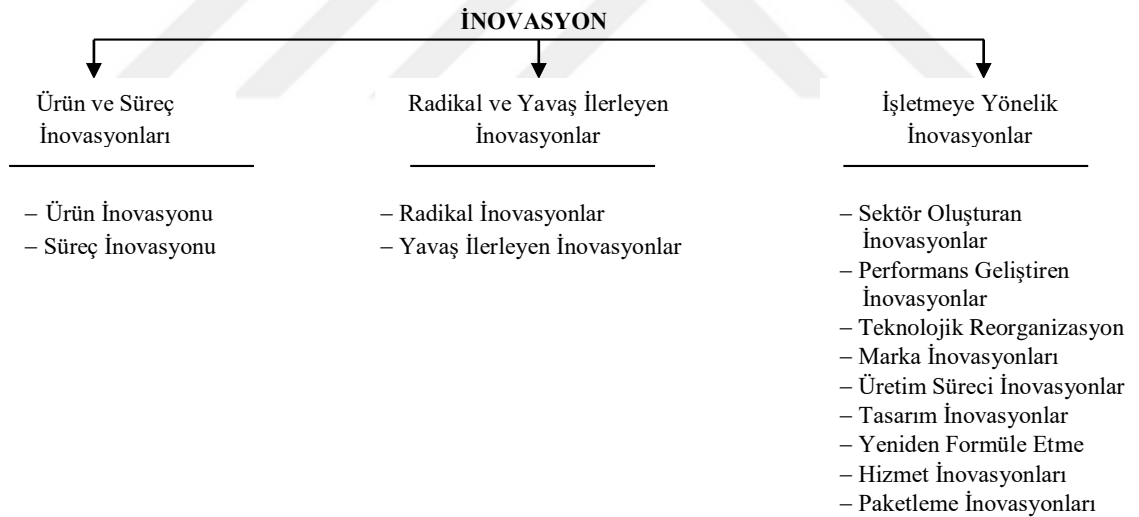 İNOVASYON
Ürün ve Süreç
İnovasyonları
Radikal ve Yavaş İlerleyen
İnovasyonlar
İşletmeye Yönelik
İnovasyonlar
– Ürün İnovasyonu
– Süreç İnovasyonu
– Radikal İnovasyonlar
– Yavaş İlerleyen İnovasyonlar
– Sektör Oluşturan
İnovasyonlar
– Performans Geliştiren
İnovasyonlar
– Teknolojik Reorganizasyon
– Marka İnovasyonları
– Üretim Süreci İnovasyonlar
– Tasarım İnovasyonlar
– Yeniden Formüle Etme
– Hizmet İnovasyonları
– Paketleme İnovasyonları